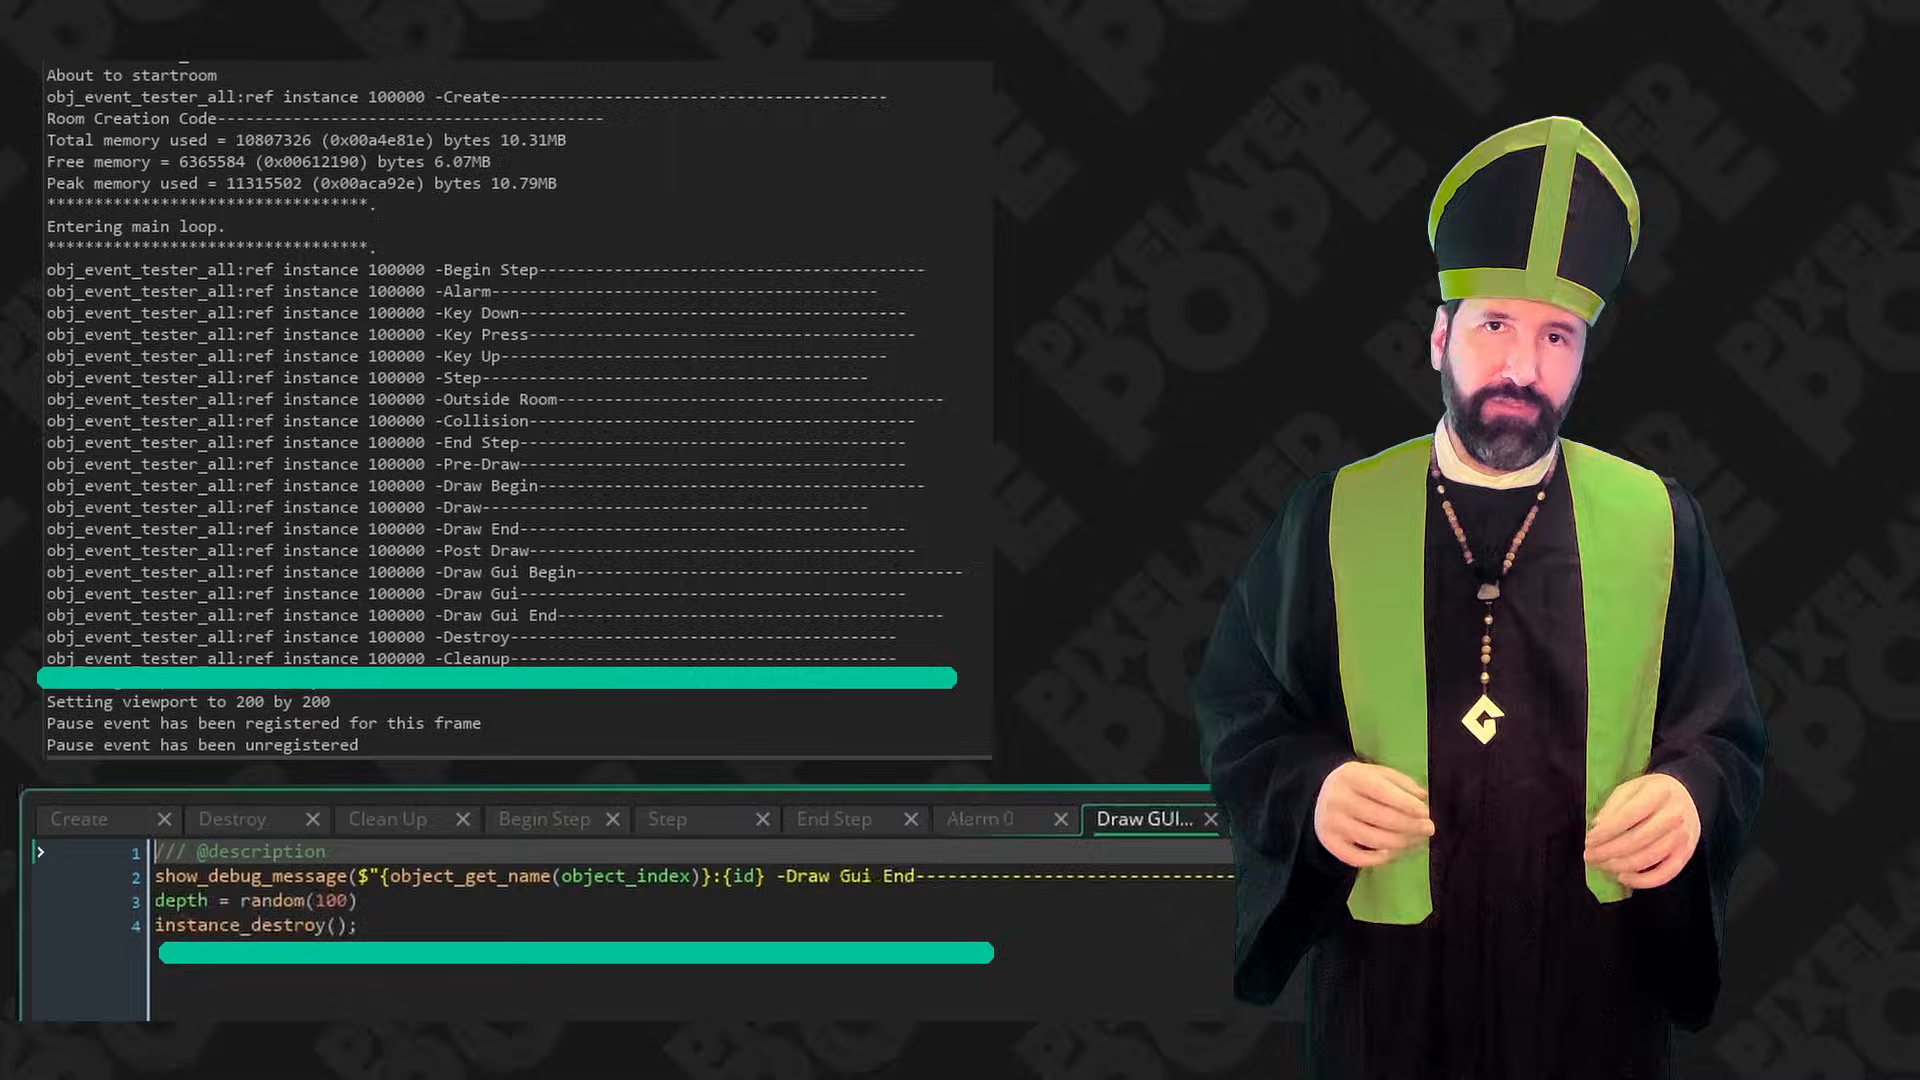 About to startroom
obj_event_tester_all:ref instance 100000 -Create-----------------------------------------
Room Creation Code-----------------------------------------
Total memory used = 10807326 (0x00a4e81e) bytes 10.31MB
Free memory = 6365584 (0x00612190) bytes 6.07MB
Peak memory used = 11315502 (0x00aca92e) bytes 10.79MB
**********************************.
Entering main loop.
**********************************.
obj_event_tester_all:ref instance 100000 -Begin Step-----------------------------------------
obj_event_tester_all:ref instance 100000 -Alarm-----------------------------------------
obj_event_tester_all:ref instance 100000 -Key Down-----------------------------------------
obj_event_tester_all:ref instance 100000 -Key Press-----------------------------------------
obj_event_tester_all:ref instance 100000 -Key Up-----------------------------------------
obj_event_tester_all:ref instance 100000 -Step-----------------------------------------
obj_event_tester_all:ref instance 100000 -Outside Room-----------------------------------------
obj_event_tester_all:ref instance 100000 -Collision-----------------------------------------
obj_event_tester_all:ref instance 100000 -End Step-----------------------------------------
obj_event_tester_all:ref instance 100000 -Pre-Draw-----------------------------------------
obj_event_tester_all:ref instance 100000 -Draw Begin-----------------------------------------
obj_event_tester_all:ref instance 100000 -Draw-----------------------------------------
obj_event_tester_all:ref instance 100000 -Draw End-----------------------------------------
obj_event_tester_all:ref instance 100000 -Post Draw-----------------------------------------
obj_event_tester_all:ref instance 100000 -Draw Gui Begin-----------------------------------------
obj_event_tester_all:ref instance 100000 -Draw Gui-----------------------------------------
obj_event_tester_all:ref instance 100000 -Draw Gui End-----------------------------------------
obj_event_tester_all:ref instance 100000 -Destroy-----------------------------------------
obj_event_tester_all:ref instance 100000 -Cleanup-----------------------------------------
Setting viewport to 200 by 200
Pause event has been registered for this frame
Pause event has been unregistered
Create Destroy Clean Up Begin Step Step End Step Alarm 0 Draw GUI...
1 /// @description
2 show_debug_message($"{object_get_name(object_index)}:{id} -Draw Gui End----------------------------------
3 depth = random(100)
4 instance_destroy();
PIXELATED POPE